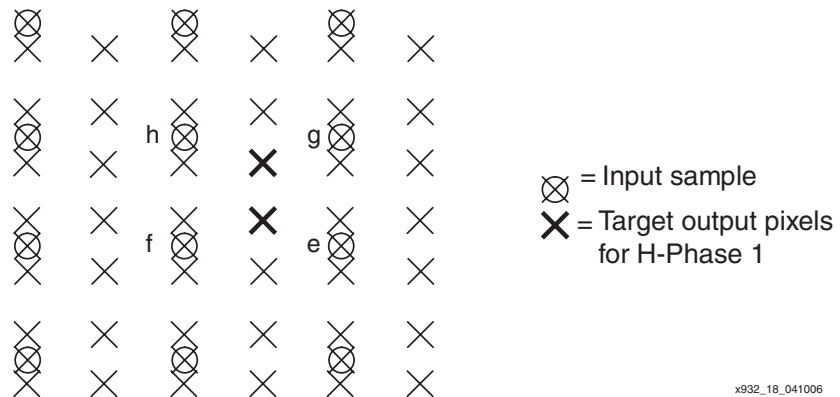 h
g
f
e
= Input sample
= Target output pixels
for H-Phase 1
x932_18_041006